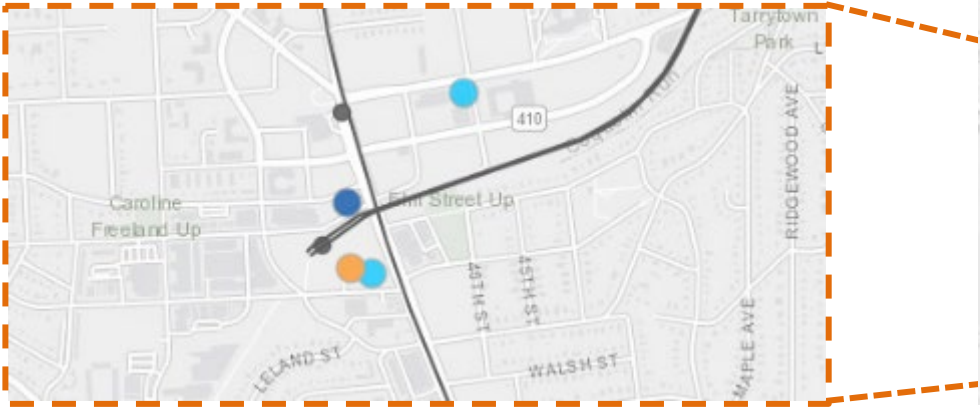 Tarrytown
Park
L
410
RIDGEWOOD AVE
Caroline
Freeland Up
Elm Street Up
46TH ST
45TH ST
MAPLE AVE
LELAND ST
WALSH ST